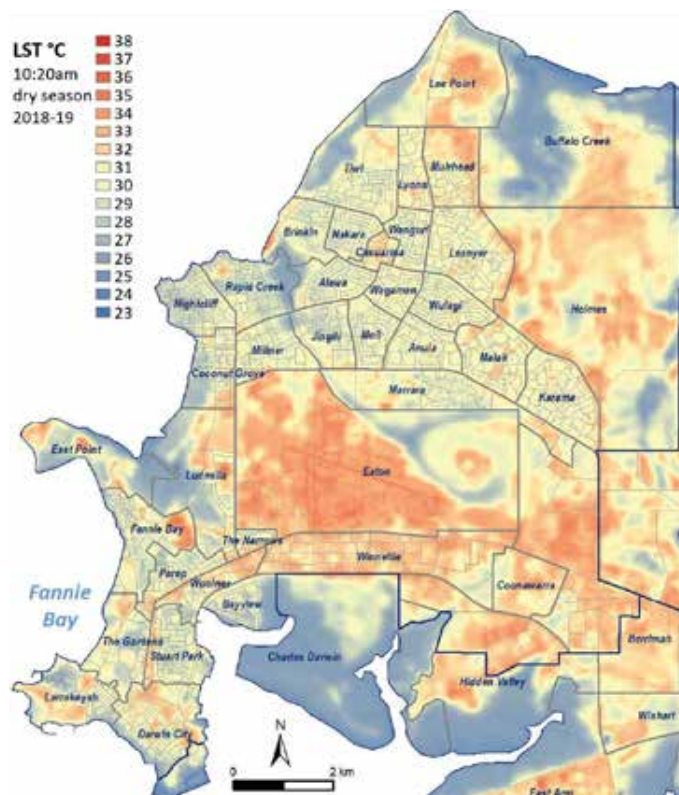 LST °C
10:20am
dry season
2018-19
38
37
36
35
34
33
32
31
30
29
28
27
26
25
24
23
Lee Point
Buffalo Creek
Tiwi
Lyons
Muirhead
Brinkin
Nakara
Wanguri
Casuarina
Leanyer
Rapid Creek
Alawa
Wagaman
Wulagi
Holmes
Nightcliff
Jingili
Moil
Anula
Malak
Millner
Coconut Grove
Marrara
Karama
East Point
Eaton
Ludmilla
Fannie Bay
The Narrows
Winnellie
Parap
Woolner
Coonawarra
Fannie
Bay
Bayview
The Gardens
Stuart Park
Charles Darwin
Berrimah
Larrakeyah
Hidden Valley
Darwin City
Wishart
N
0
2 km
East Arm